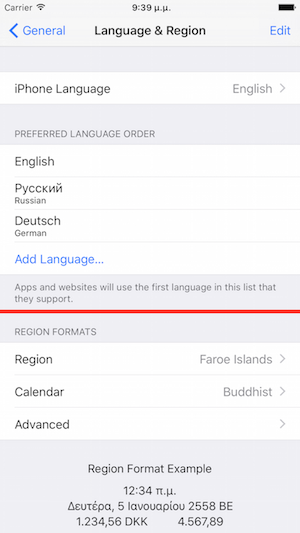 Carrier 9:39 μ.μ.
General Language & Region Edit
iPhone Language English
PREFERRED LANGUAGE ORDER
English
Русский
Russian
Deutsch
German
Add Language...
Apps and websites will use the first language in this list that
they support.
REGION FORMATS
Region Faroe Islands
Calendar Buddhist
Advanced
Region Format Example
12:34 π.μ.
Δευτέρα, 5 Ιανουαρίου 2558 BE
1.234,56 DKK 4.567,89